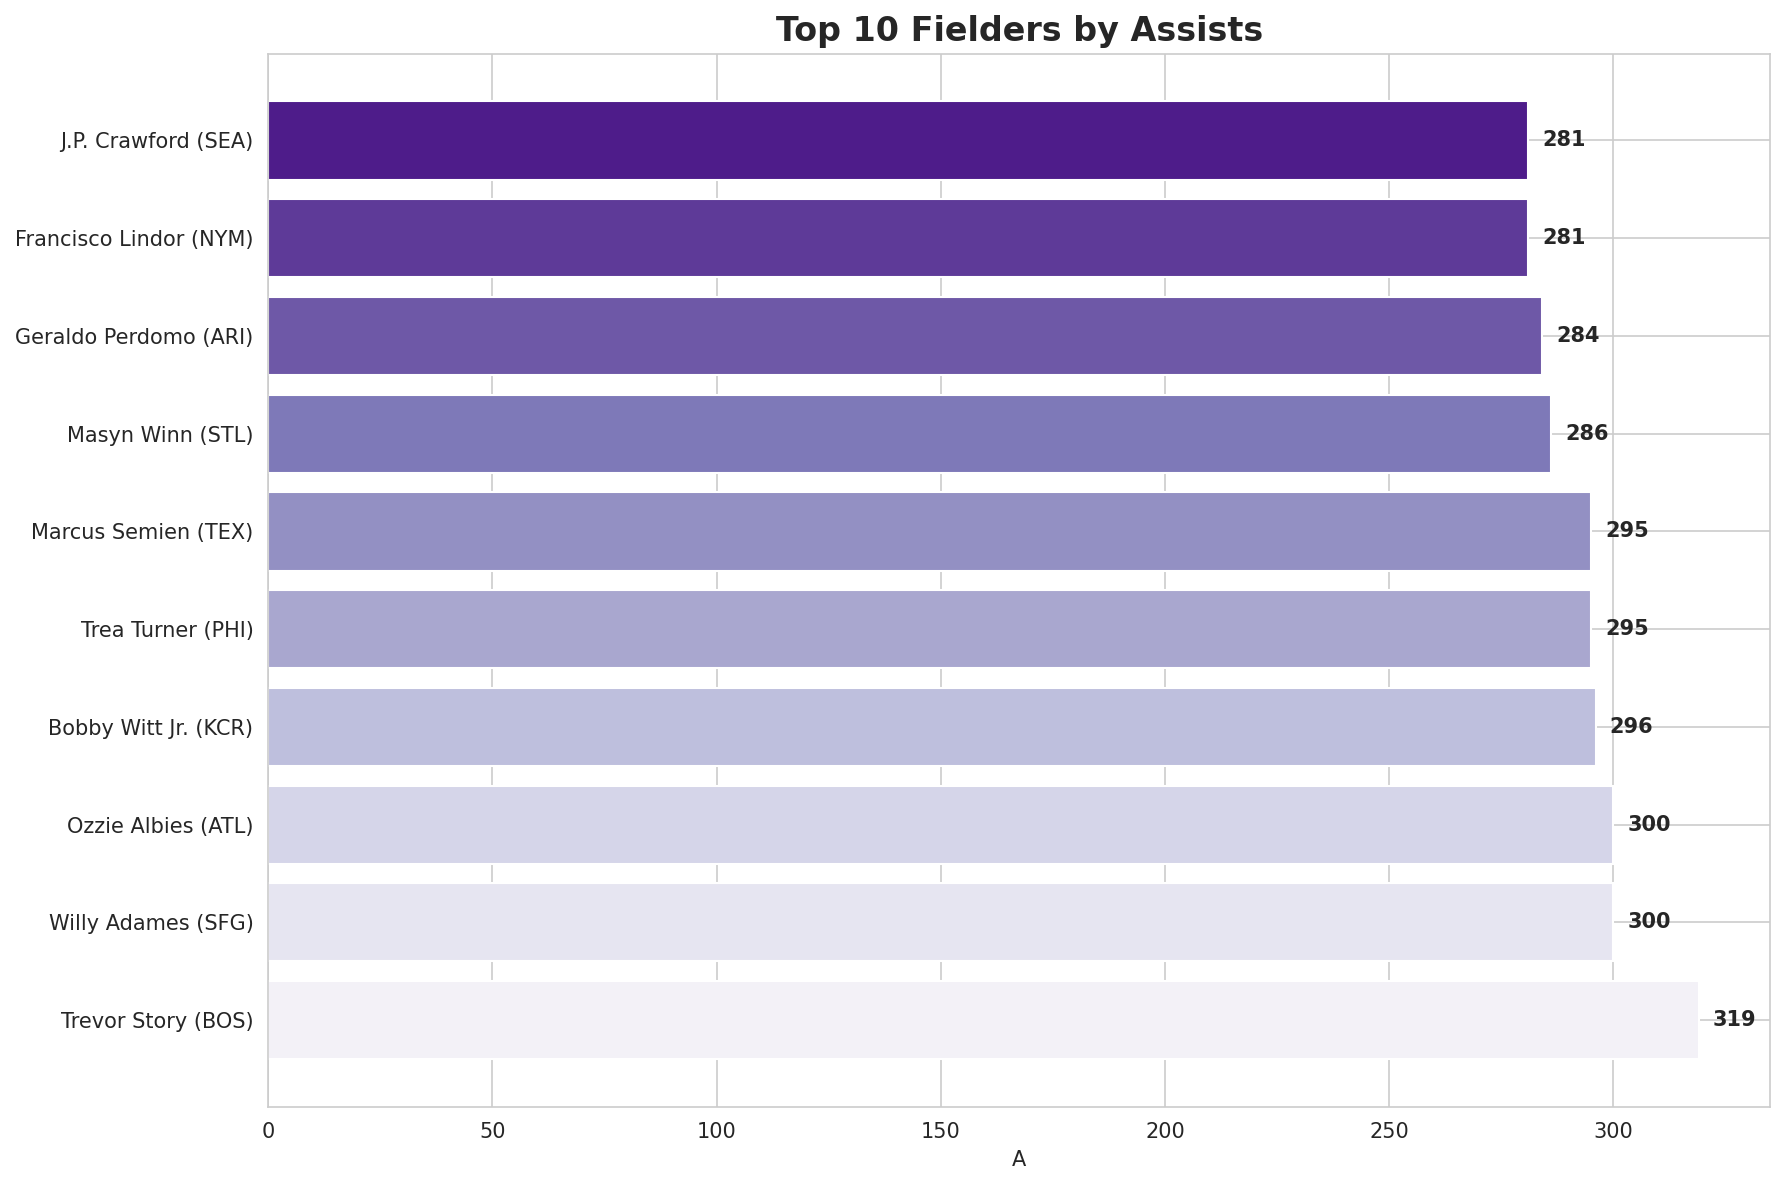 Top 10 Fielders by Assists
J.P. Crawford (SEA) 281
Francisco Lindor (NYM) 281
Geraldo Perdomo (ARI) 284
Masyn Winn (STL) 286
Marcus Semien (TEX) 295
Trea Turner (PHI) 295
Bobby Witt Jr. (KCR) 296
Ozzie Albies (ATL) 300
Willy Adames (SFG) 300
Trevor Story (BOS) 319
0 50 100 150 200 250 300
A